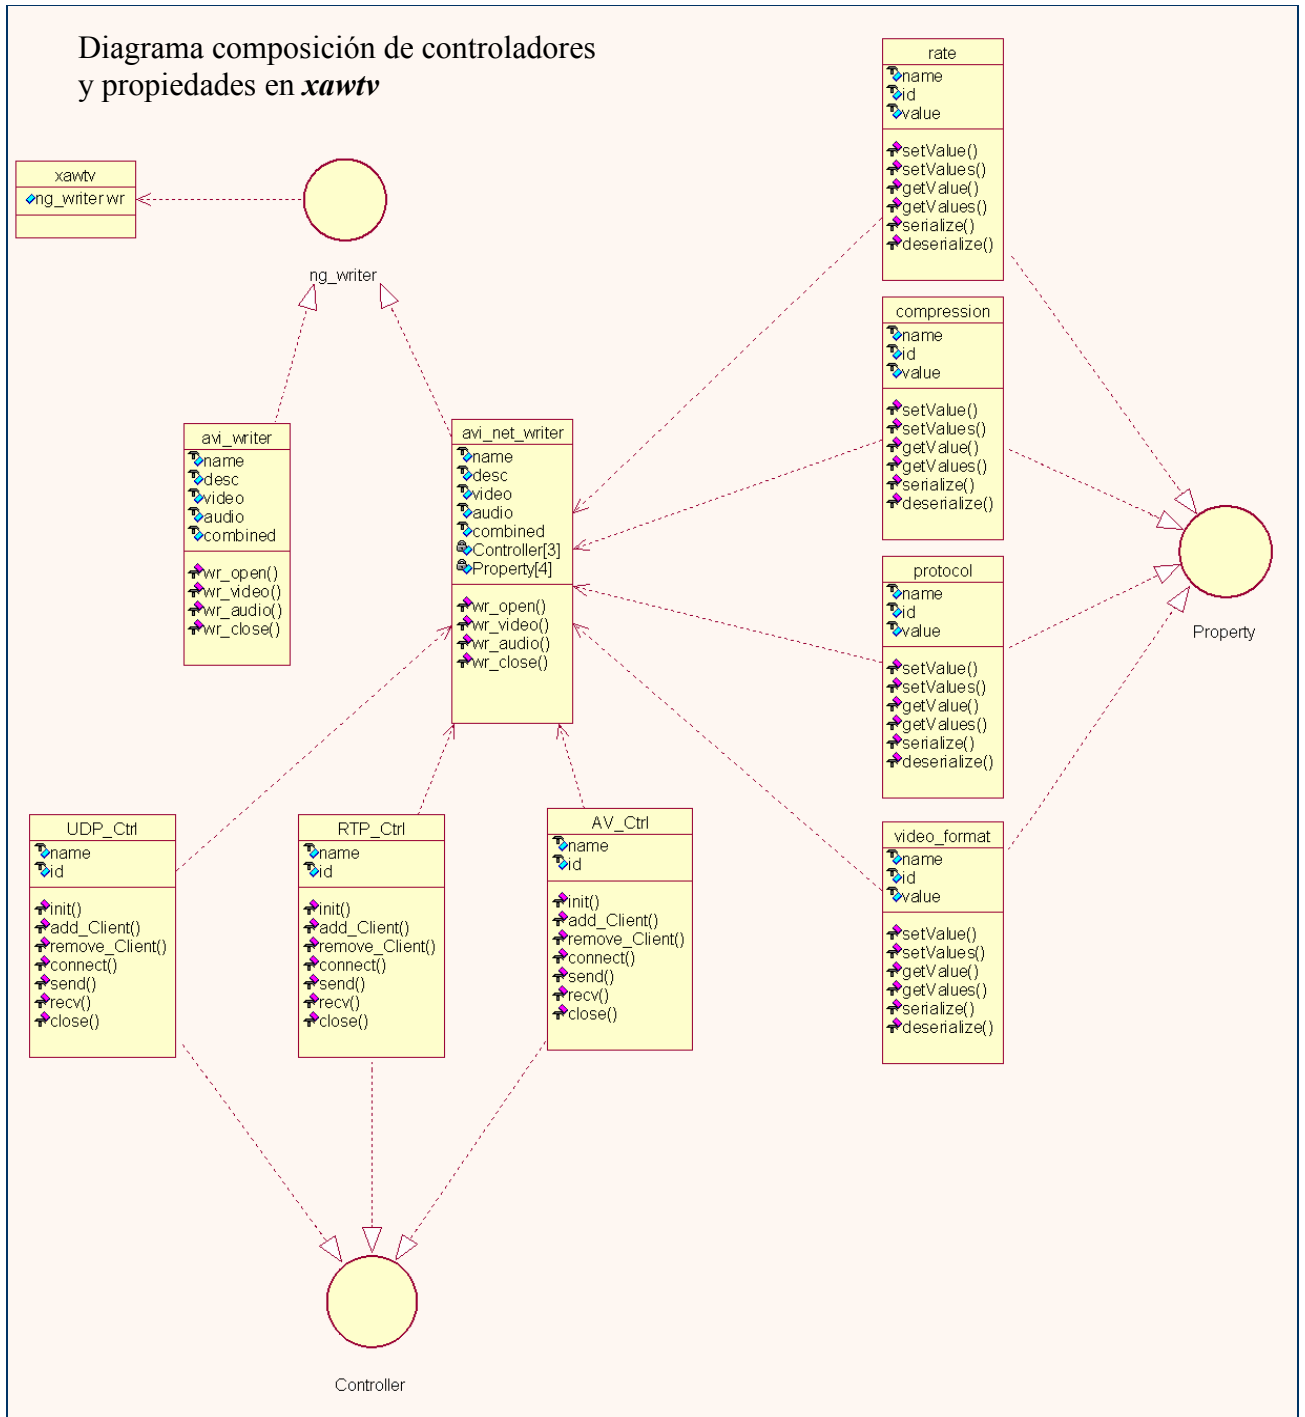 Diagrama composición de controladores
y propiedades en xawtv
xawtv
ng_writer wr
ng_writer
avi_writer
name
desc
video
audio
combined
wr_open()
wr_video()
wr_audio()
wr_close()
avi_net_writer
name
desc
video
audio
combined
Controller[3]
Property[4]
wr_open()
wr_video()
wr_audio()
wr_close()
rate
name
id
value
setValue()
setValues()
getValue()
getValues()
serialize()
deserialize()
compression
name
id
value
setValue()
setValues()
getValue()
getValues()
serialize()
deserialize()
protocol
name
id
value
setValue()
setValues()
getValue()
getValues()
serialize()
deserialize()
video_format
name
id
value
setValue()
setValues()
getValue()
getValues()
serialize()
deserialize()
Property
UDP_Ctrl
name
id
init()
add_Client()
remove_Client()
connect()
send()
recv()
close()
RTP_Ctrl
name
id
init()
add_Client()
remove_Client()
connect()
send()
recv()
close()
AV_Ctrl
name
id
init()
add_Client()
remove_Client()
connect()
send()
recv()
close()
Controller